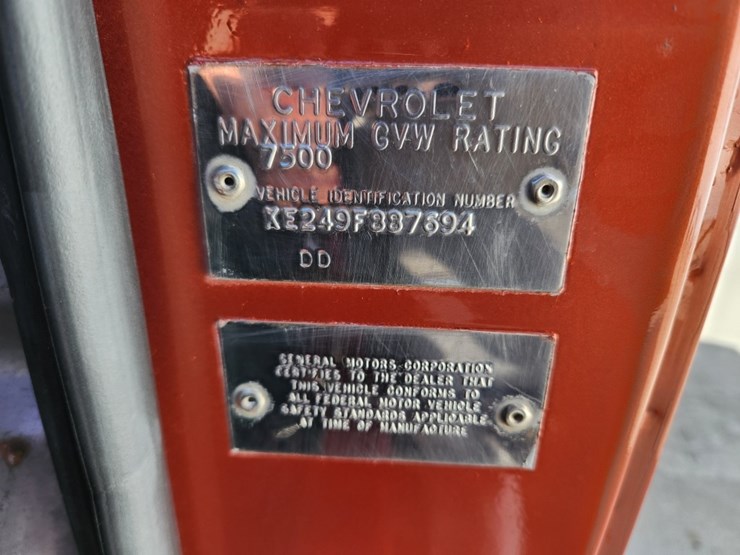 CHEVROLET
MAXIMUM GVW RATING
7500
VEHICLE IDENTIFICATION NUMBER
KE249F887694
DD
GENERAL MOTORS CORPORATION
CERTIFIES TO THE DEALER THAT
THIS VEHICLE CONFORMS TO
ALL FEDERAL MOTOR VEHICLE
SAFETY STANDARDS APPLICABLE
AT TIME OF MANUFACTURE